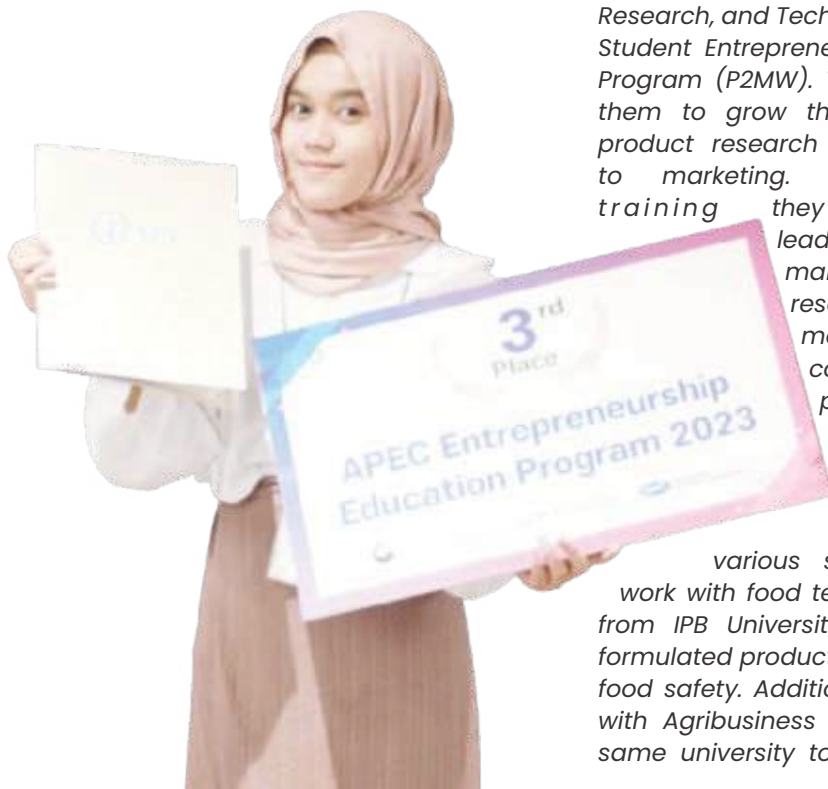 3rd
Place
APEC Entrepreneurship
Education Program 2023
Research, and Tech
Student Entreprene
Program (P2MW).
them to grow th
product research
to marketing.
training they
lead
mar
rese
mo
co
p
various s
work with food te
from IPB Universit
formulated product
food safety. Additio
with Agribusiness
same university to